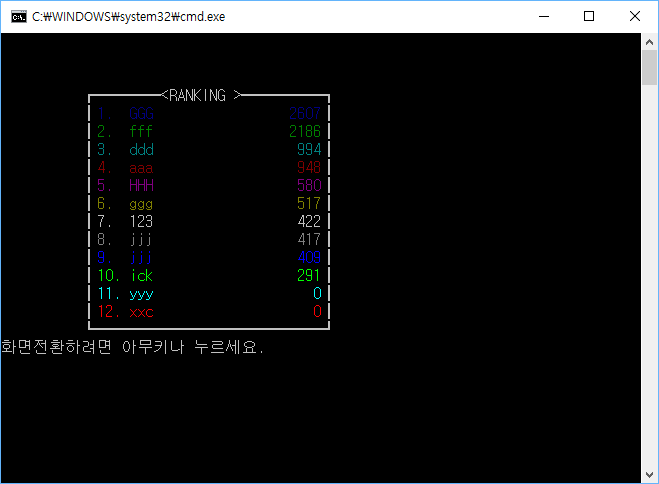 C:₩WINDOWS₩system32₩cmd.exe
<RANKING >
1. GGG 2607
2. fff 2186
3. ddd 994
4. aaa 948
5. HHH 580
6. ggg 517
7. 123 422
8. jjj 417
9. jjj 409
10. ick 291
11. yyy 0
12. xxc 0
화면전환하려면 아무키나 누르세요.